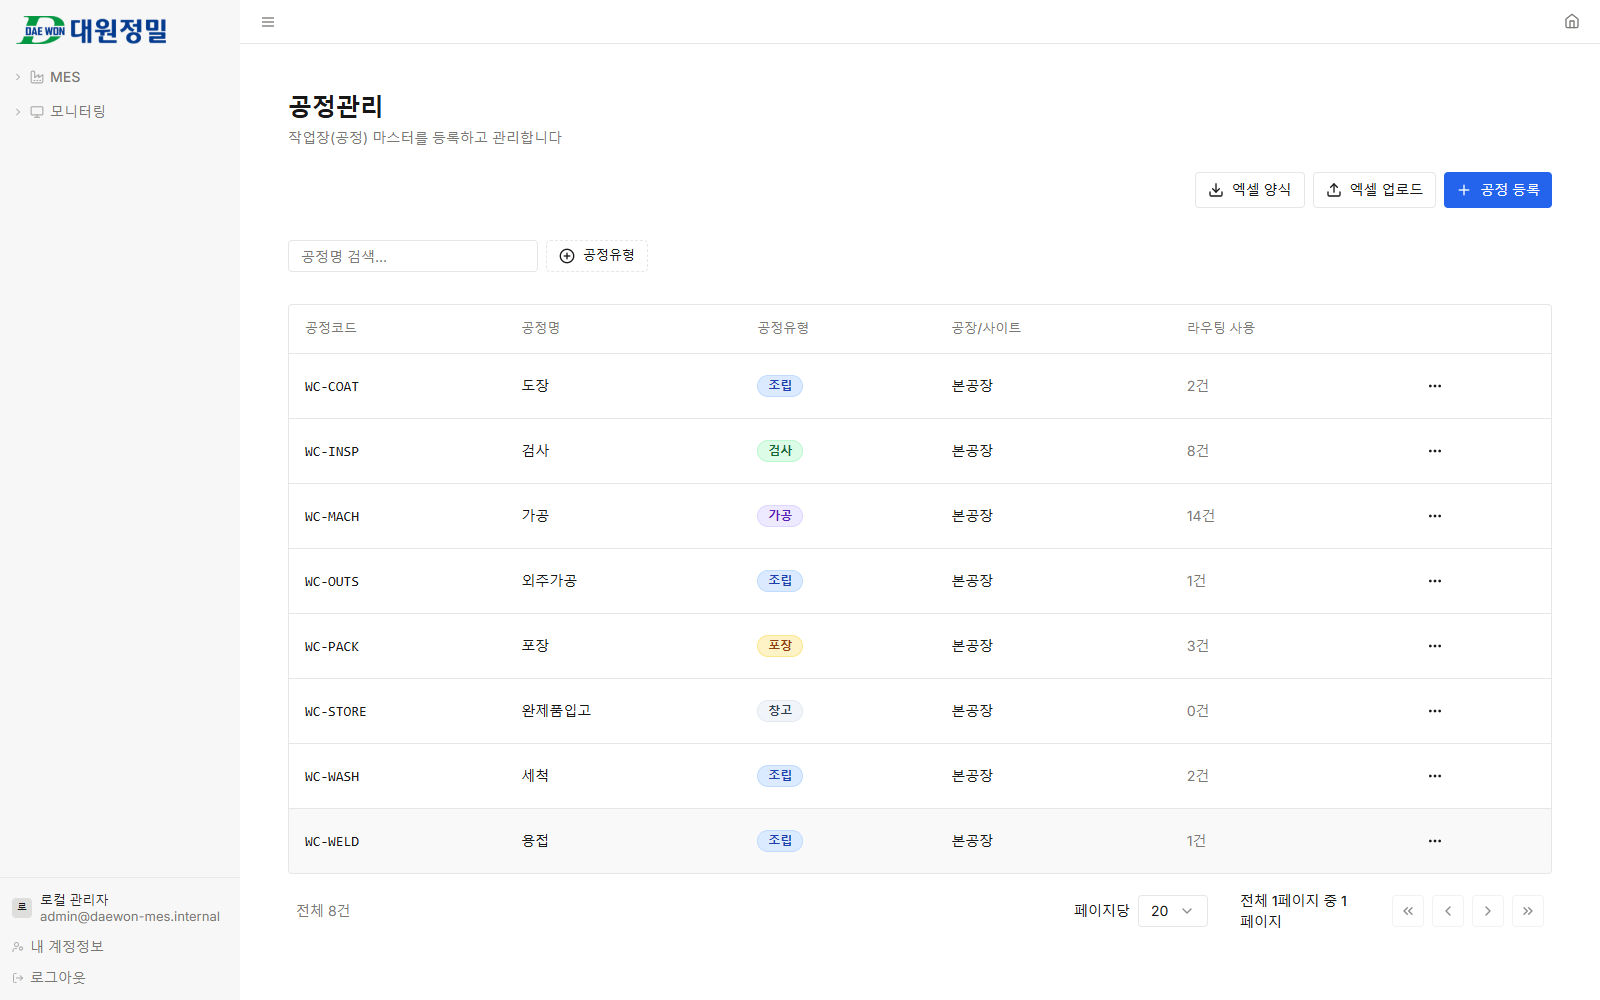 DAE WON 대원정밀
MES
모니터링
공정관리
작업장(공정) 마스터를 등록하고 관리합니다
엑셀 양식
엑셀 업로드
공정 등록
공정명 검색...
공정유형
공정코드 공정명 공정유형 공장/사이트 라우팅 사용
WC-COAT 도장 조립 본공장 2건
WC-INSP 검사 검사 본공장 8건
WC-MACH 가공 가공 본공장 14건
WC-OUTS 외주가공 조립 본공장 1건
WC-PACK 포장 포장 본공장 3건
WC-STORE 완제품입고 창고 본공장 0건
WC-WASH 세척 조립 본공장 2건
WC-WELD 용접 조립 본공장 1건
전체 8건
페이지당 20
전체 1페이지 중 1
페이지
로
로컬 관리자
admin@daewon-mes.internal
내 계정정보
로그아웃